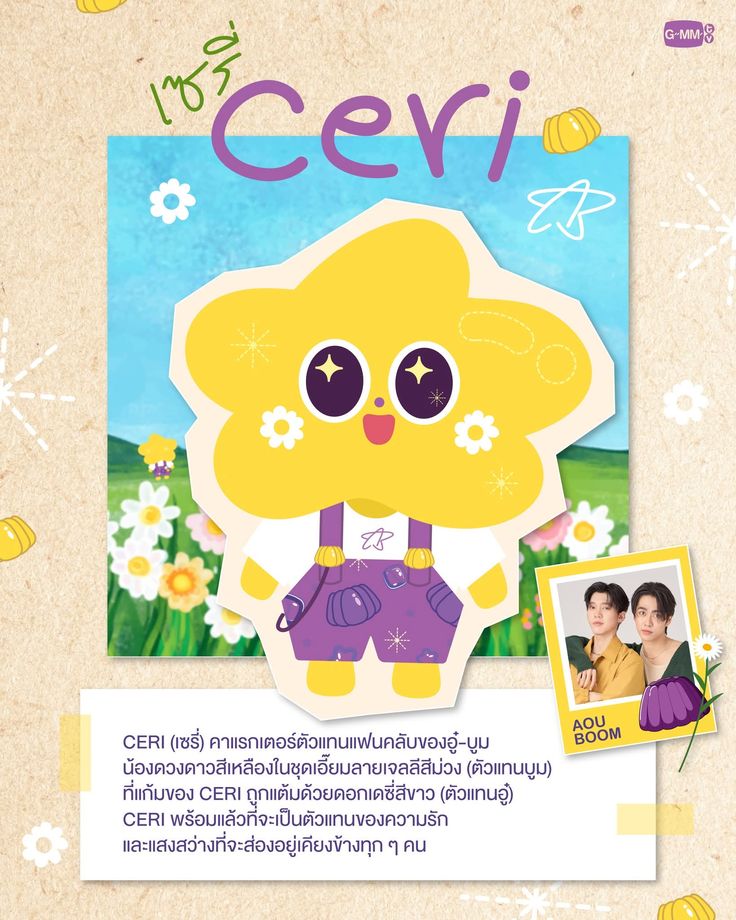 G-MM-tv
เซรี่
Ceri
CERI (เซรี่) คาแรกเตอร์ตัวแทนแฟนคลับของอู๋-บูม
น้องดวงดาวสีเหลืองในชุดเอี๊ยมลายเจลลีสีม่วง (ตัวแทนบูม)
ที่แก้มของ CERI ถูกแต้มด้วยดอกเดซี่สีขาว (ตัวแทนอู๋)
CERI พร้อมแล้วที่จะเป็นตัวแทนของความรัก
และแสงสว่างที่จะส่องอยู่เคียงข้างทุก ๆ คน
AOU
BOOM